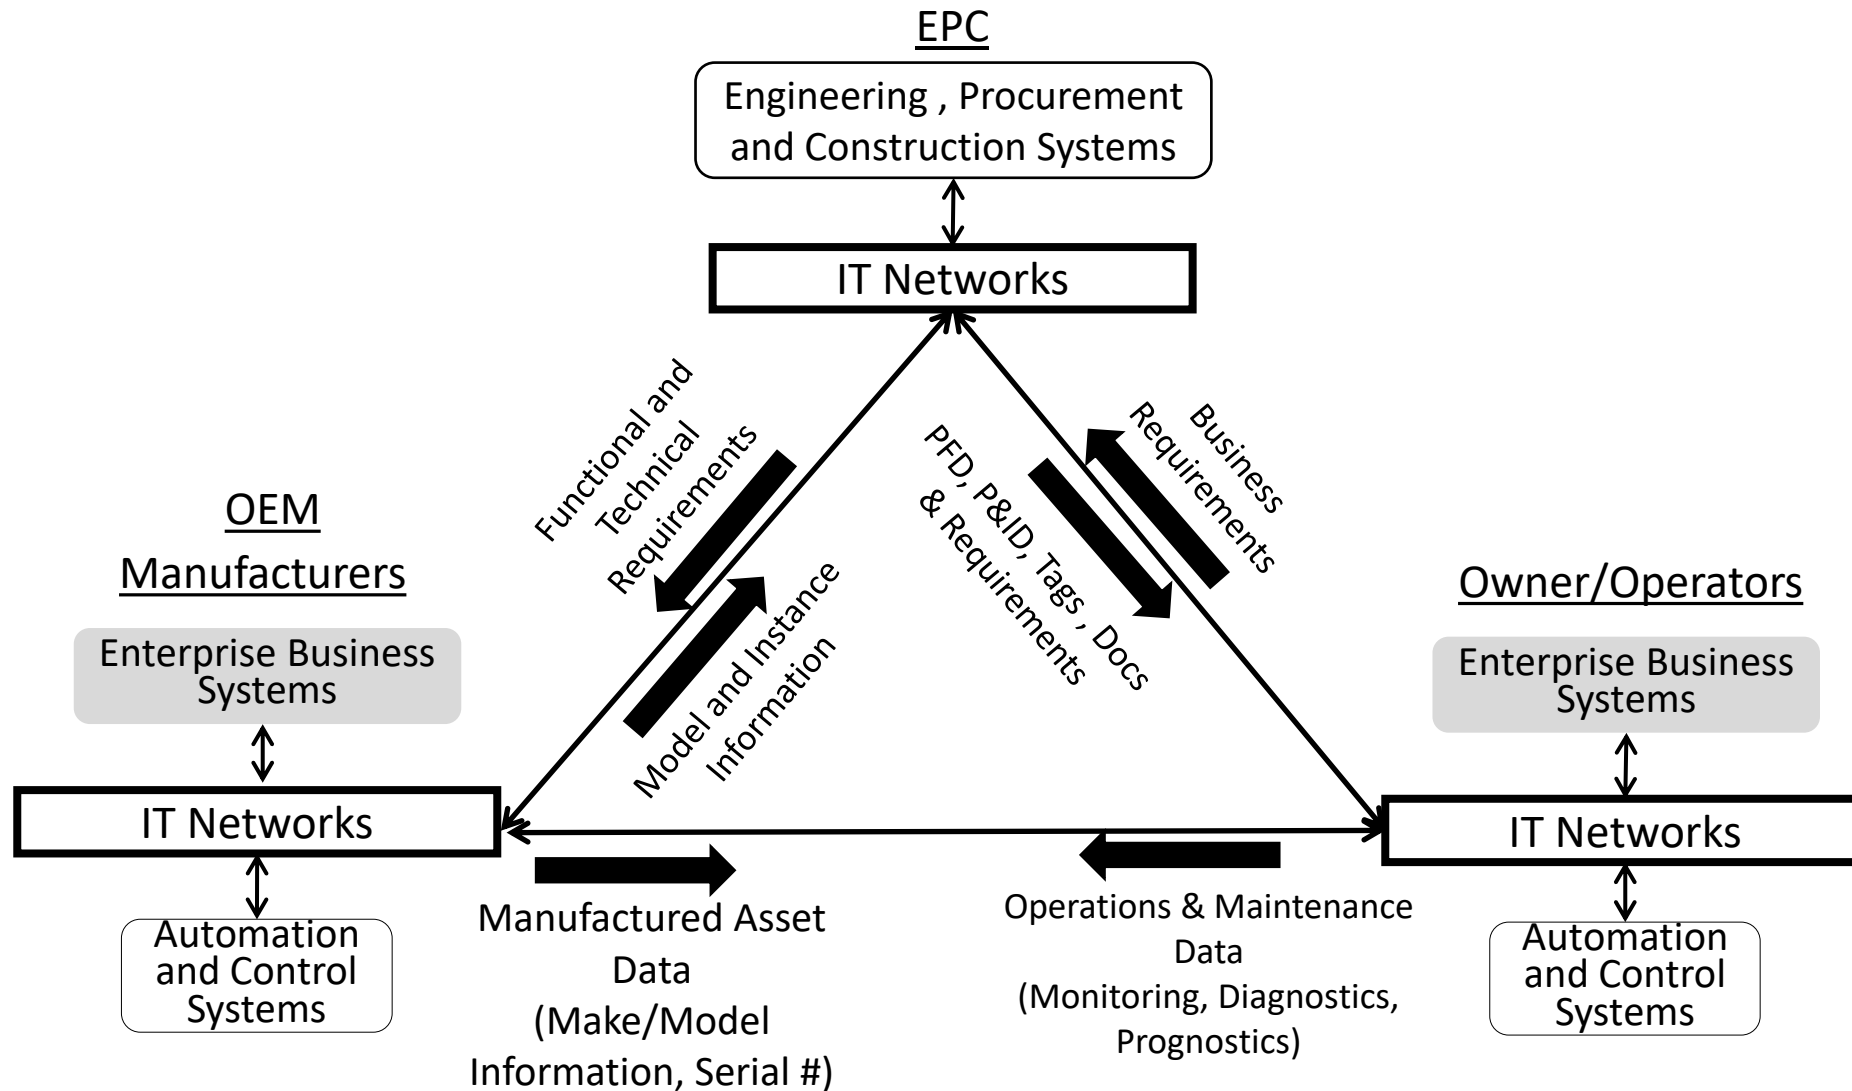 EPC
Engineering , Procurement
and Construction Systems
IT Networks
Functional and
Technical
Requirements
Model and Instance
Information
Business
Requirements
PFD, P&ID, Tags , Docs
& Requirements
OEM
Manufacturers
Enterprise Business
Systems
IT Networks
Automation
and Control
Systems
Owner/Operators
Enterprise Business
Systems
IT Networks
Automation
and Control
Systems
Manufactured Asset
Data
(Make/Model
Information, Serial #)
Operations & Maintenance
Data
(Monitoring, Diagnostics,
Prognostics)